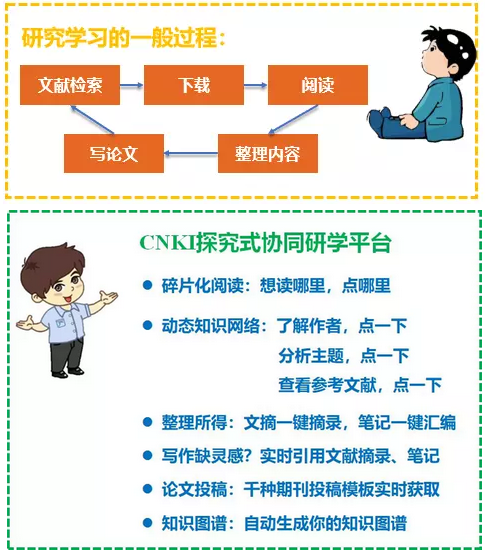 研究学习的一般过程：
文献检索
下载
阅读
写论文
整理内容
CNKI探究式协同研学平台
● 碎片化阅读：想读哪里，点哪里
● 动态知识网络：了解作者，点一下
分析主题，点一下
查看参考文献，点一下
● 整理所得：文摘一键摘录，笔记一键汇编
● 写作缺灵感？实时引用文献摘录、笔记
● 论文投稿：千种期刊投稿模板实时获取
● 知识图谱：自动生成你的知识图谱